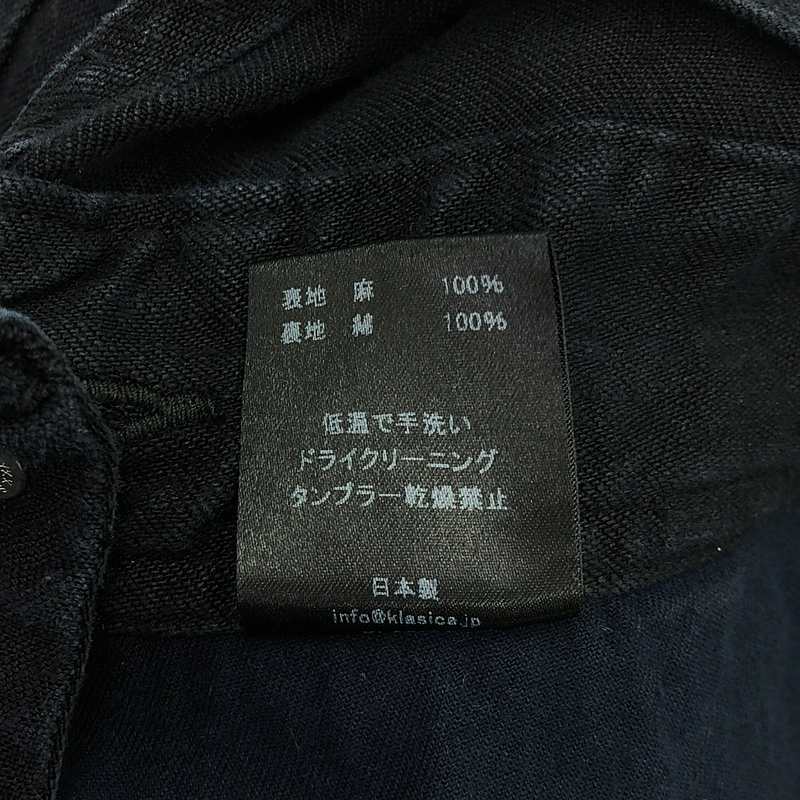 裏地 麻 100%
裏地 綿 100%
低温で手洗い
ドライクリーニング
タンブラー乾燥禁止
日本製
info@klasica.jp